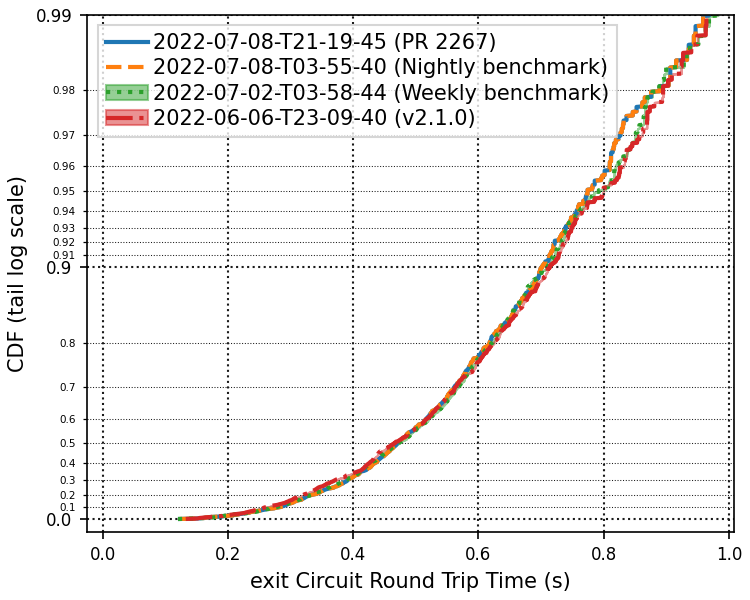 0.99
0.98
0.97
0.96
0.95
0.94
0.93
0.92
0.91
0.9
0.8
0.7
0.6
0.5
0.4
0.3
0.2
0.1
0.0
CDF (tail log scale)
2022-07-08-T21-19-45 (PR 2267)
2022-07-08-T03-55-40 (Nightly benchmark)
2022-07-02-T03-58-44 (Weekly benchmark)
2022-06-06-T23-09-40 (v2.1.0)
0.0 0.2 0.4 0.6 0.8 1.0
exit Circuit Round Trip Time (s)